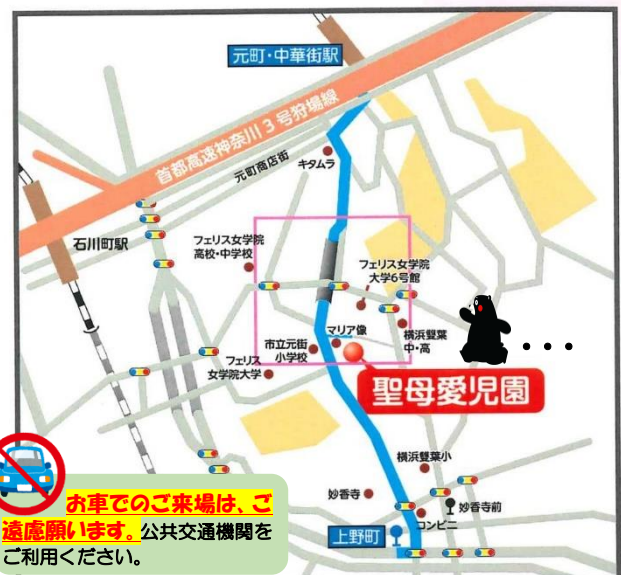 元町・中華街駅
首都高速神奈川3号狩場線
元町商店街
キタムラ
石川町駅
フェリス女学院
高校・中学校
フェリス女学院
大学6号館
マリア像
横浜雙葉
中・高
市立元街
小学校
フェリス
女学院大学
聖母愛児園
・・・
横浜雙葉小
妙香寺
妙香寺前
コンビニ
上野町
お車でのご来場は、ご
遠慮願います。公共交通機関を
ご利用ください。